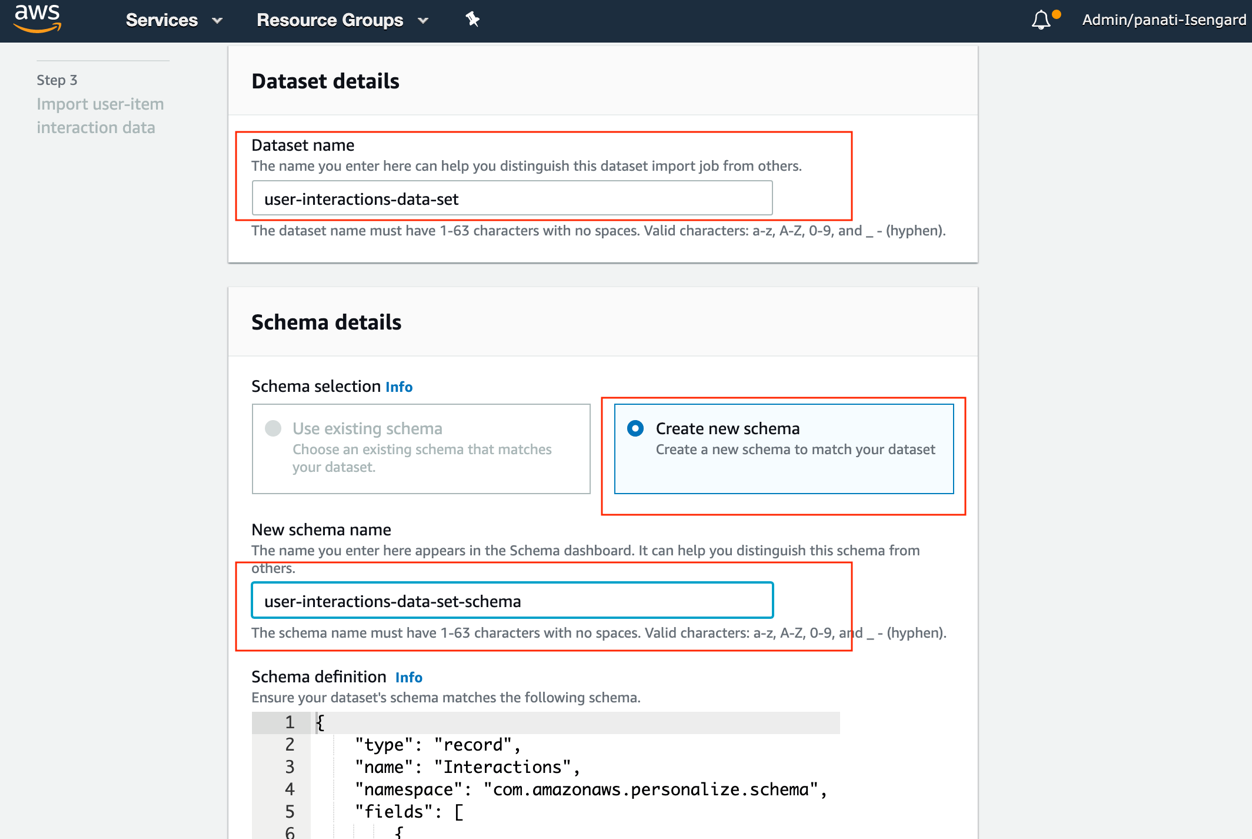 aws Services Resource Groups Admin/panati-Isengard
Step 3
Import user-item
interaction data
Dataset details
Dataset name
The name you enter here can help you distinguish this dataset import job from others.
user-interactions-data-set
The dataset name must have 1-63 characters with no spaces. Valid characters: a-z, A-Z, 0-9, and _ - (hyphen).
Schema details
Schema selection Info
Use existing schema
Choose an existing schema that matches
your dataset.
Create new schema
Create a new schema to match your dataset
New schema name
The name you enter here appears in the Schema dashboard. It can help you distinguish this schema from
others.
user-interactions-data-set-schema
The schema name must have 1-63 characters with no spaces. Valid characters: a-z, A-Z, 0-9, and _ - (hyphen).
Schema definition Info
Ensure your dataset's schema matches the following schema.
1 {
2 "type": "record",
3 "name": "Interactions",
4 "namespace": "com.amazonaws.personalize.schema",
5 "fields": [
6 {